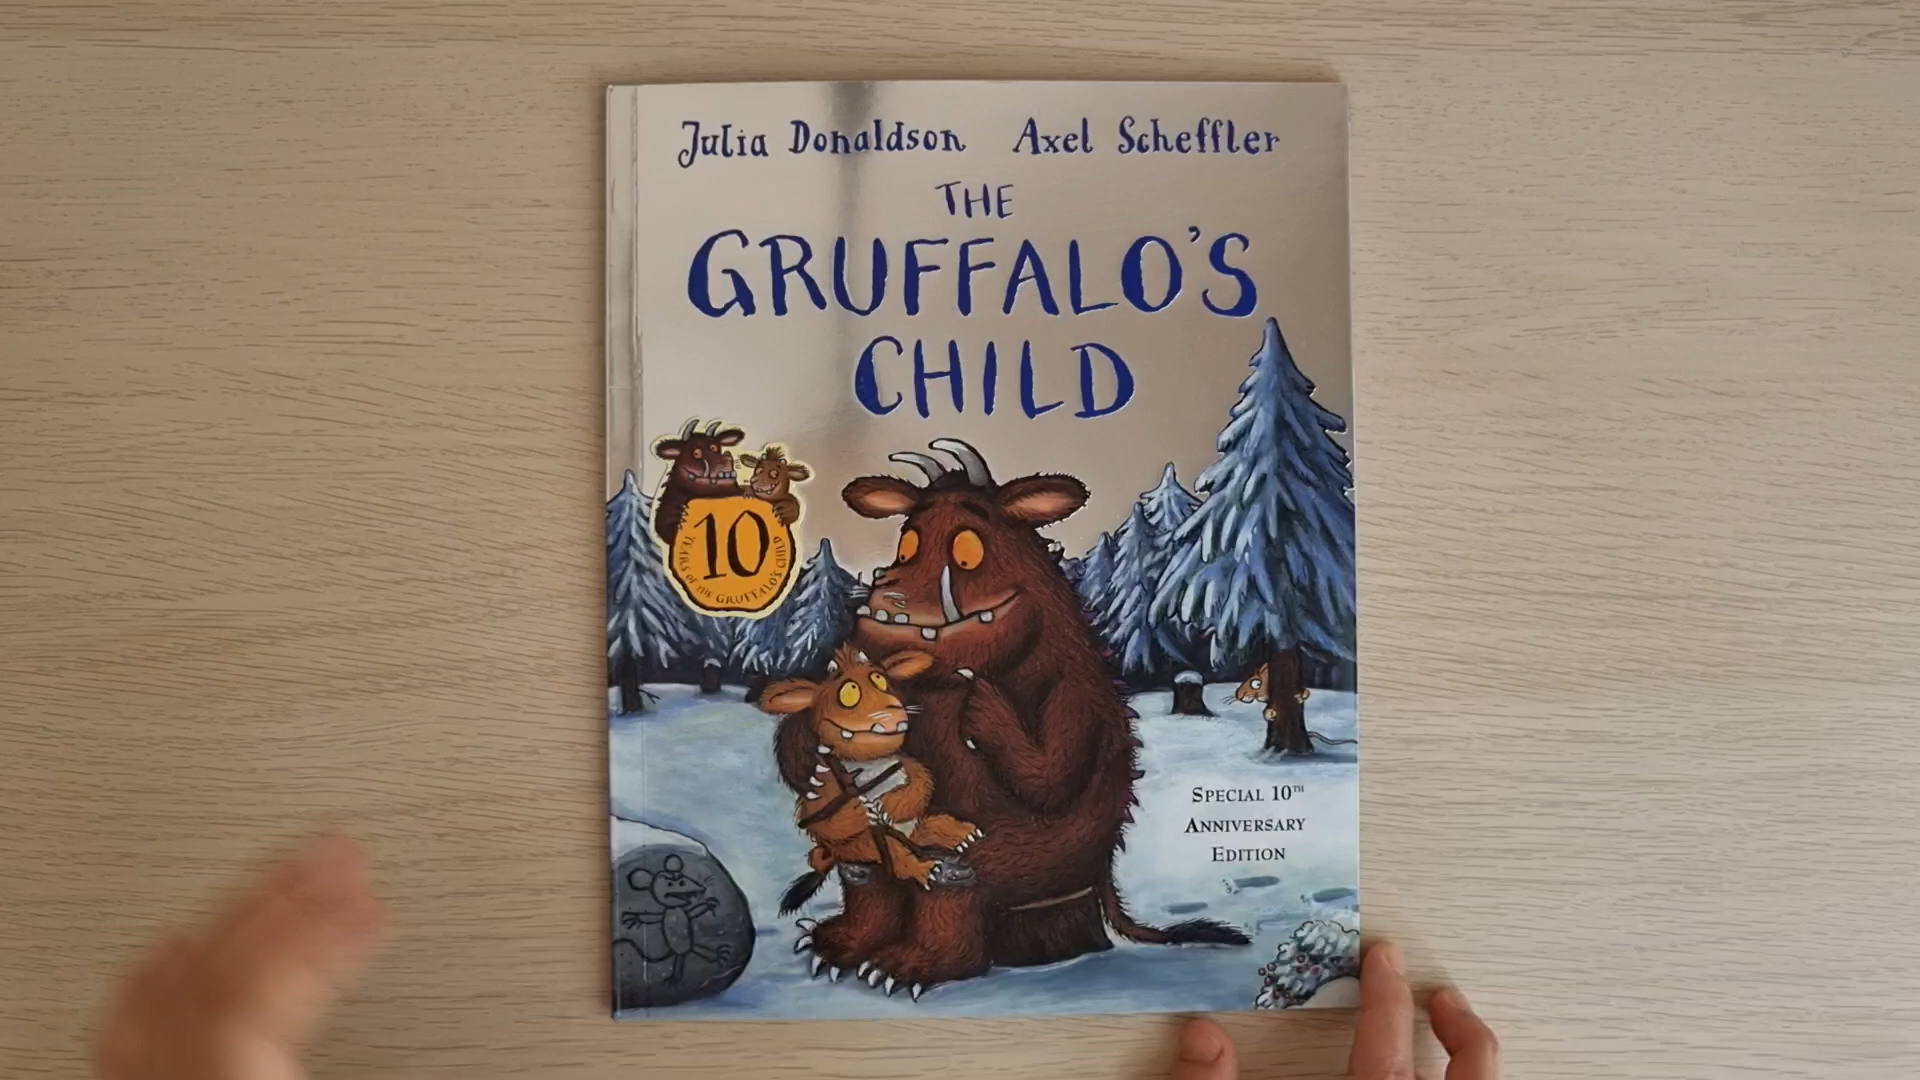 Julia Donaldson Axel Scheffler
THE
GRUFFALO'S
CHILD
10
YEARS OF THE GRUFFALO'S CHILD
SPECIAL 10TH
ANNIVERSARY
EDITION